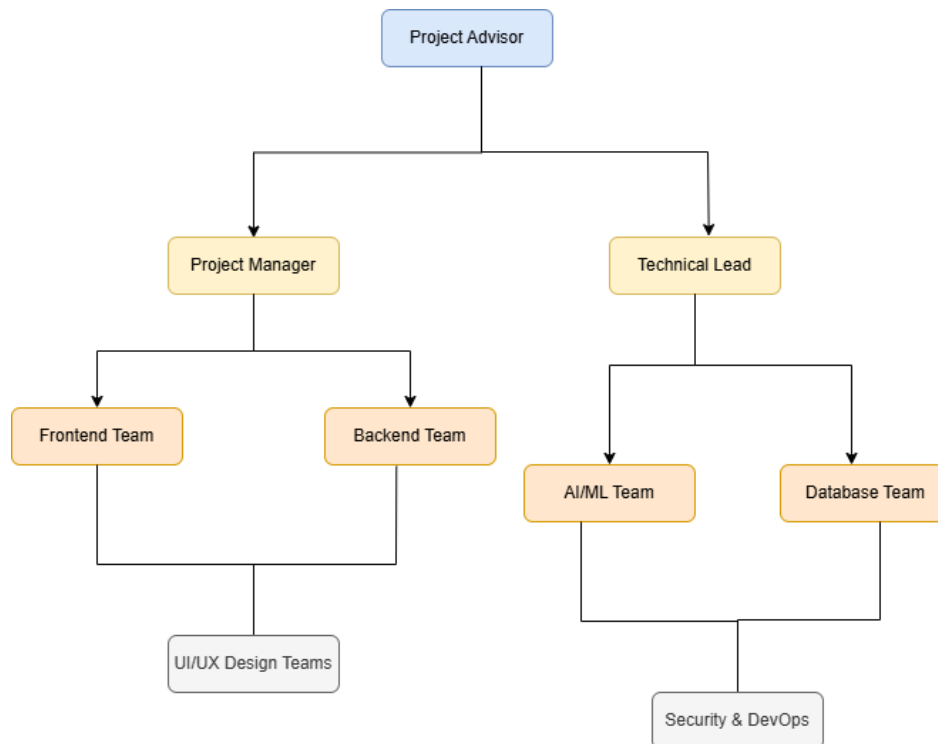 Project Advisor
Project Manager
Technical Lead
Frontend Team
Backend Team
AI/ML Team
Database Team
UI/UX Design Teams
Security & DevOps